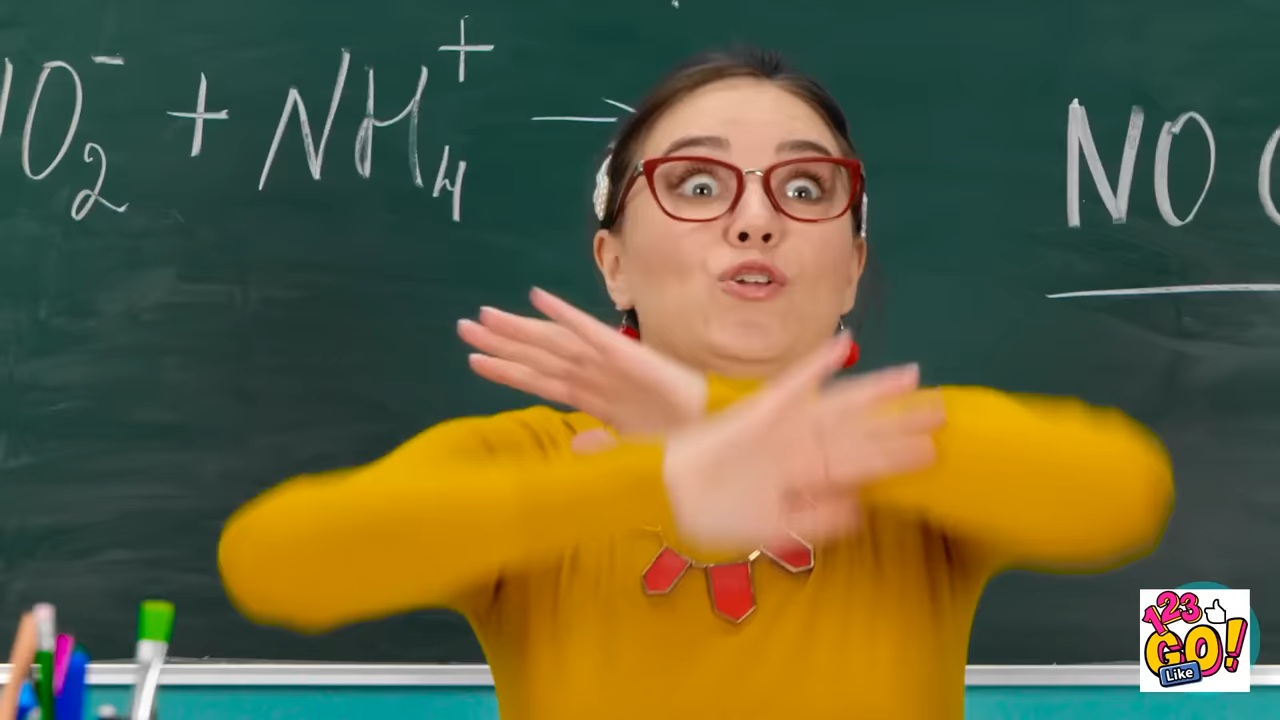 NO₂⁻ + NH₄⁺ →
NO
123
GO!
Like